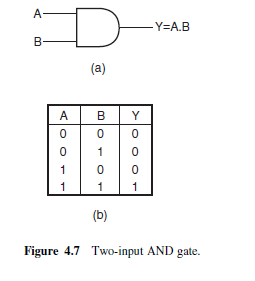 A
Y=A.B
B
(a)
A B Y
0 0 0
0 1 0
1 0 0
1 1 1
(b)
Figure 4.7 Two-input AND gate.